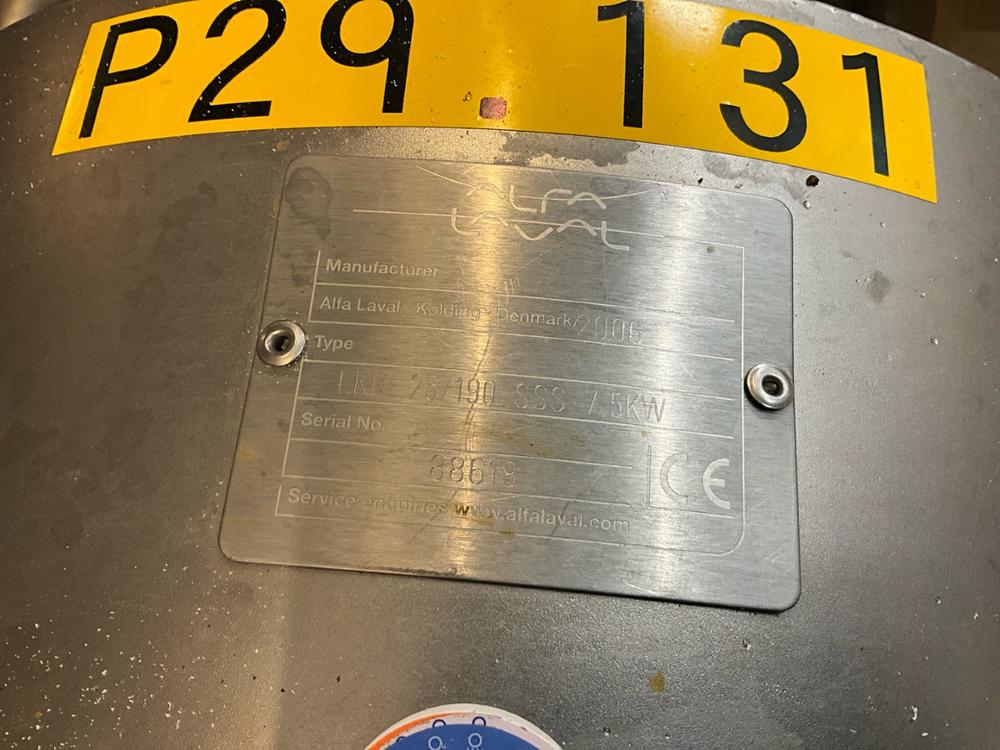 P29.131
ALFA
LAVAL
Manufacturer
Alfa Laval - Kolding - Denmark/2006
Type
LKH 25/190 SSS 7.5KW
Serial No.
88618
CE
Service enquiries www.alfalaval.com